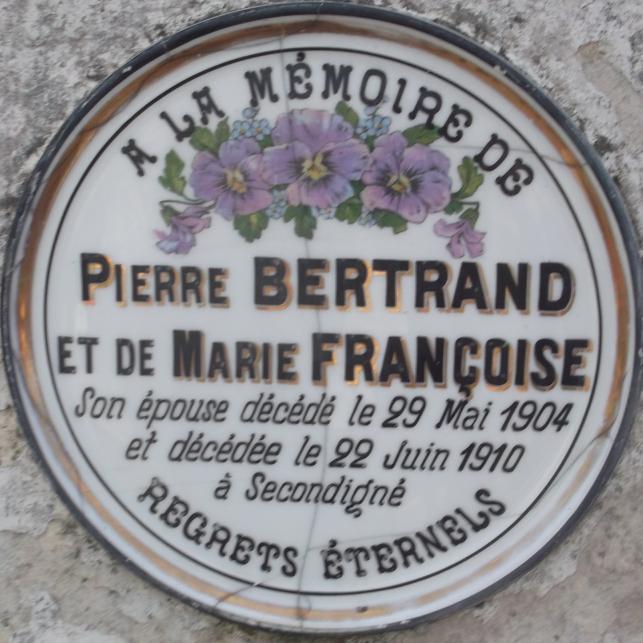 A LA MÉMOIRE DE
PIERRE BERTRAND
ET DE MARIE FRANÇOISE
Son épouse décédé le 29 Mai 1904
et décédée le 22 Juin 1910
à Secondigné
REGRETS ÉTERNELS